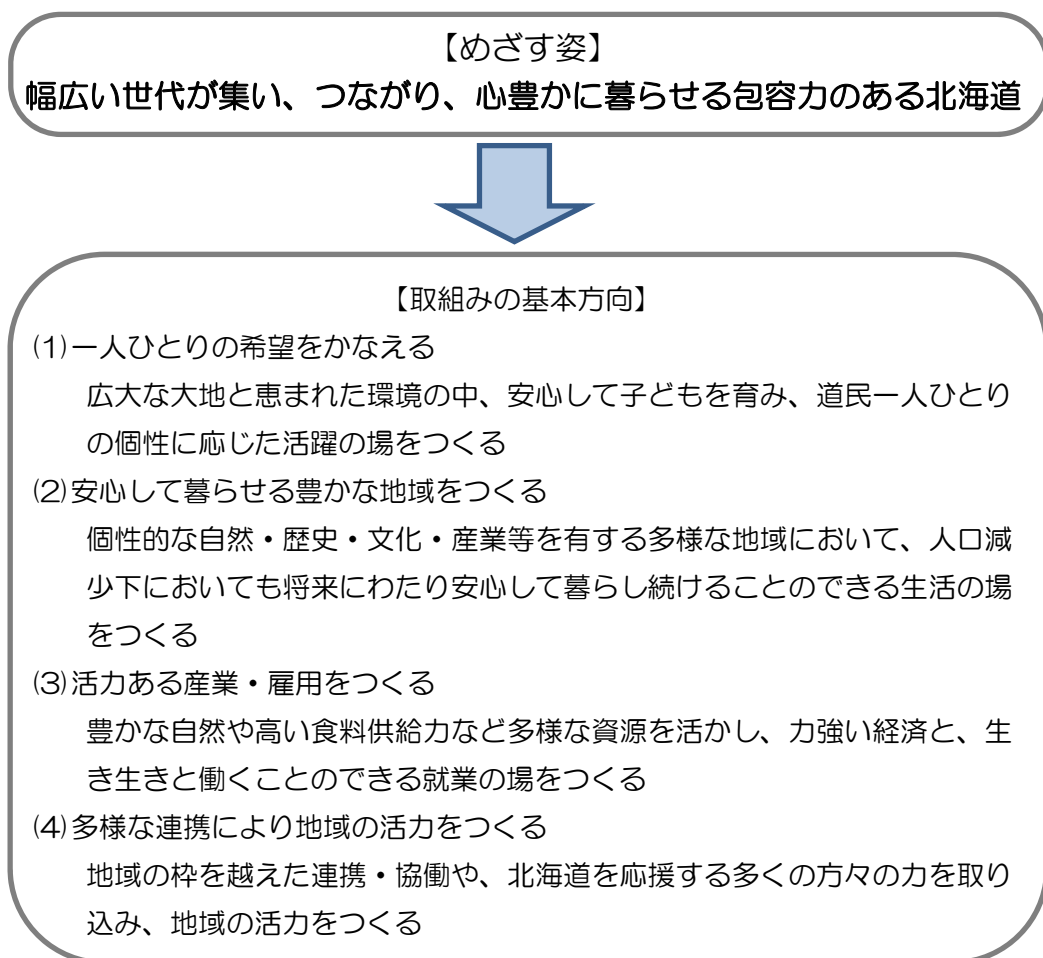 【めざす姿】
幅広い世代が集い、つながり、心豊かに暮らせる包容力のある北海道
【取組みの基本方向】
⑴一人ひとりの希望をかなえる
広大な大地と恵まれた環境の中、安心して子どもを育み、道民一人ひとり
の個性に応じた活躍の場をつくる
⑵安心して暮らせる豊かな地域をつくる
個性的な自然・歴史・文化・産業等を有する多様な地域において、人口減
少下においても将来にわたり安心して暮らし続けることのできる生活の場
をつくる
⑶活力ある産業・雇用をつくる
豊かな自然や高い食料供給力など多様な資源を活かし、力強い経済と、生
き生きと働くことのできる就業の場をつくる
⑷多様な連携により地域の活力をつくる
地域の枠を越えた連携・協働や、北海道を応援する多くの方々の力を取り
込み、地域の活力をつくる